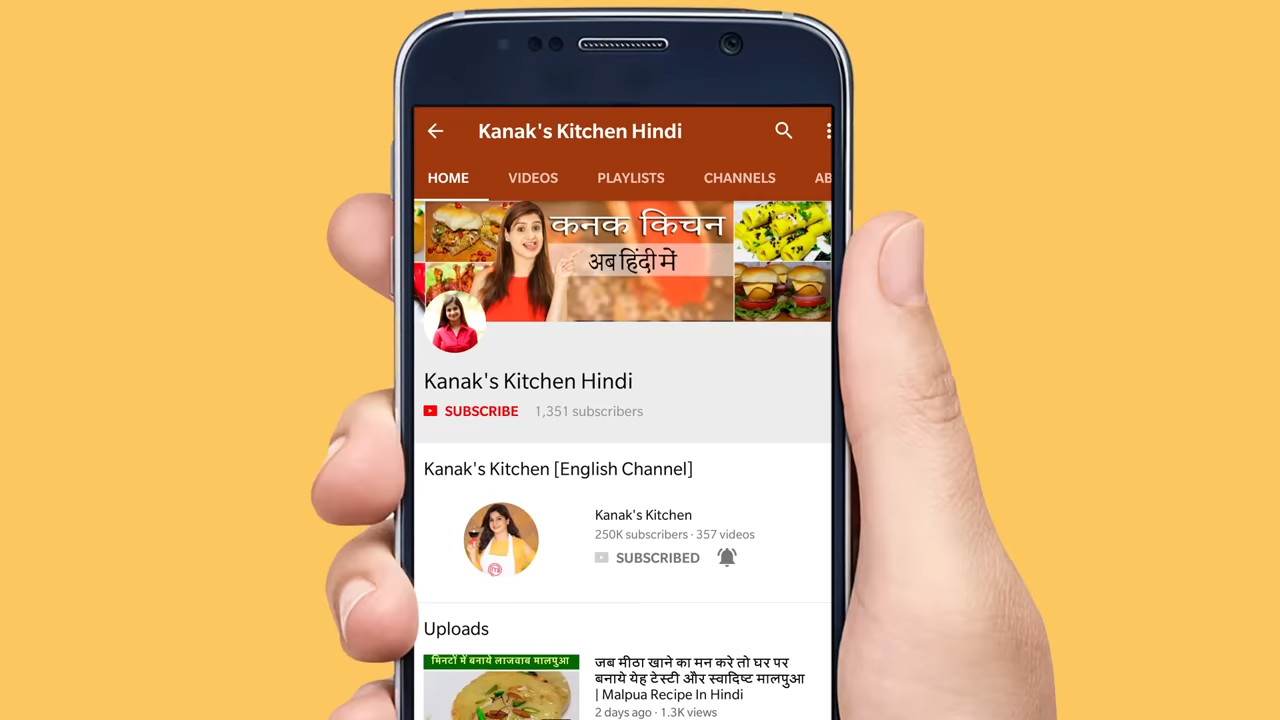 Kanak's Kitchen Hindi
HOME VIDEOS PLAYLISTS CHANNELS AB
कनक किचन
अब हिंदी में
Kanak's Kitchen Hindi
SUBSCRIBE 1,351 subscribers
Kanak's Kitchen [English Channel]
Kanak's Kitchen
250K subscribers · 357 videos
SUBSCRIBED
Uploads
मिनटों में बनाये लाजवाब मालपुआ
जब मीठा खाने का मन करे तो घर पर
बनाये येह टेस्टी और स्वादिष्ट मालपुआ
| Malpua Recipe In Hindi
2 days ago · 1.3K views